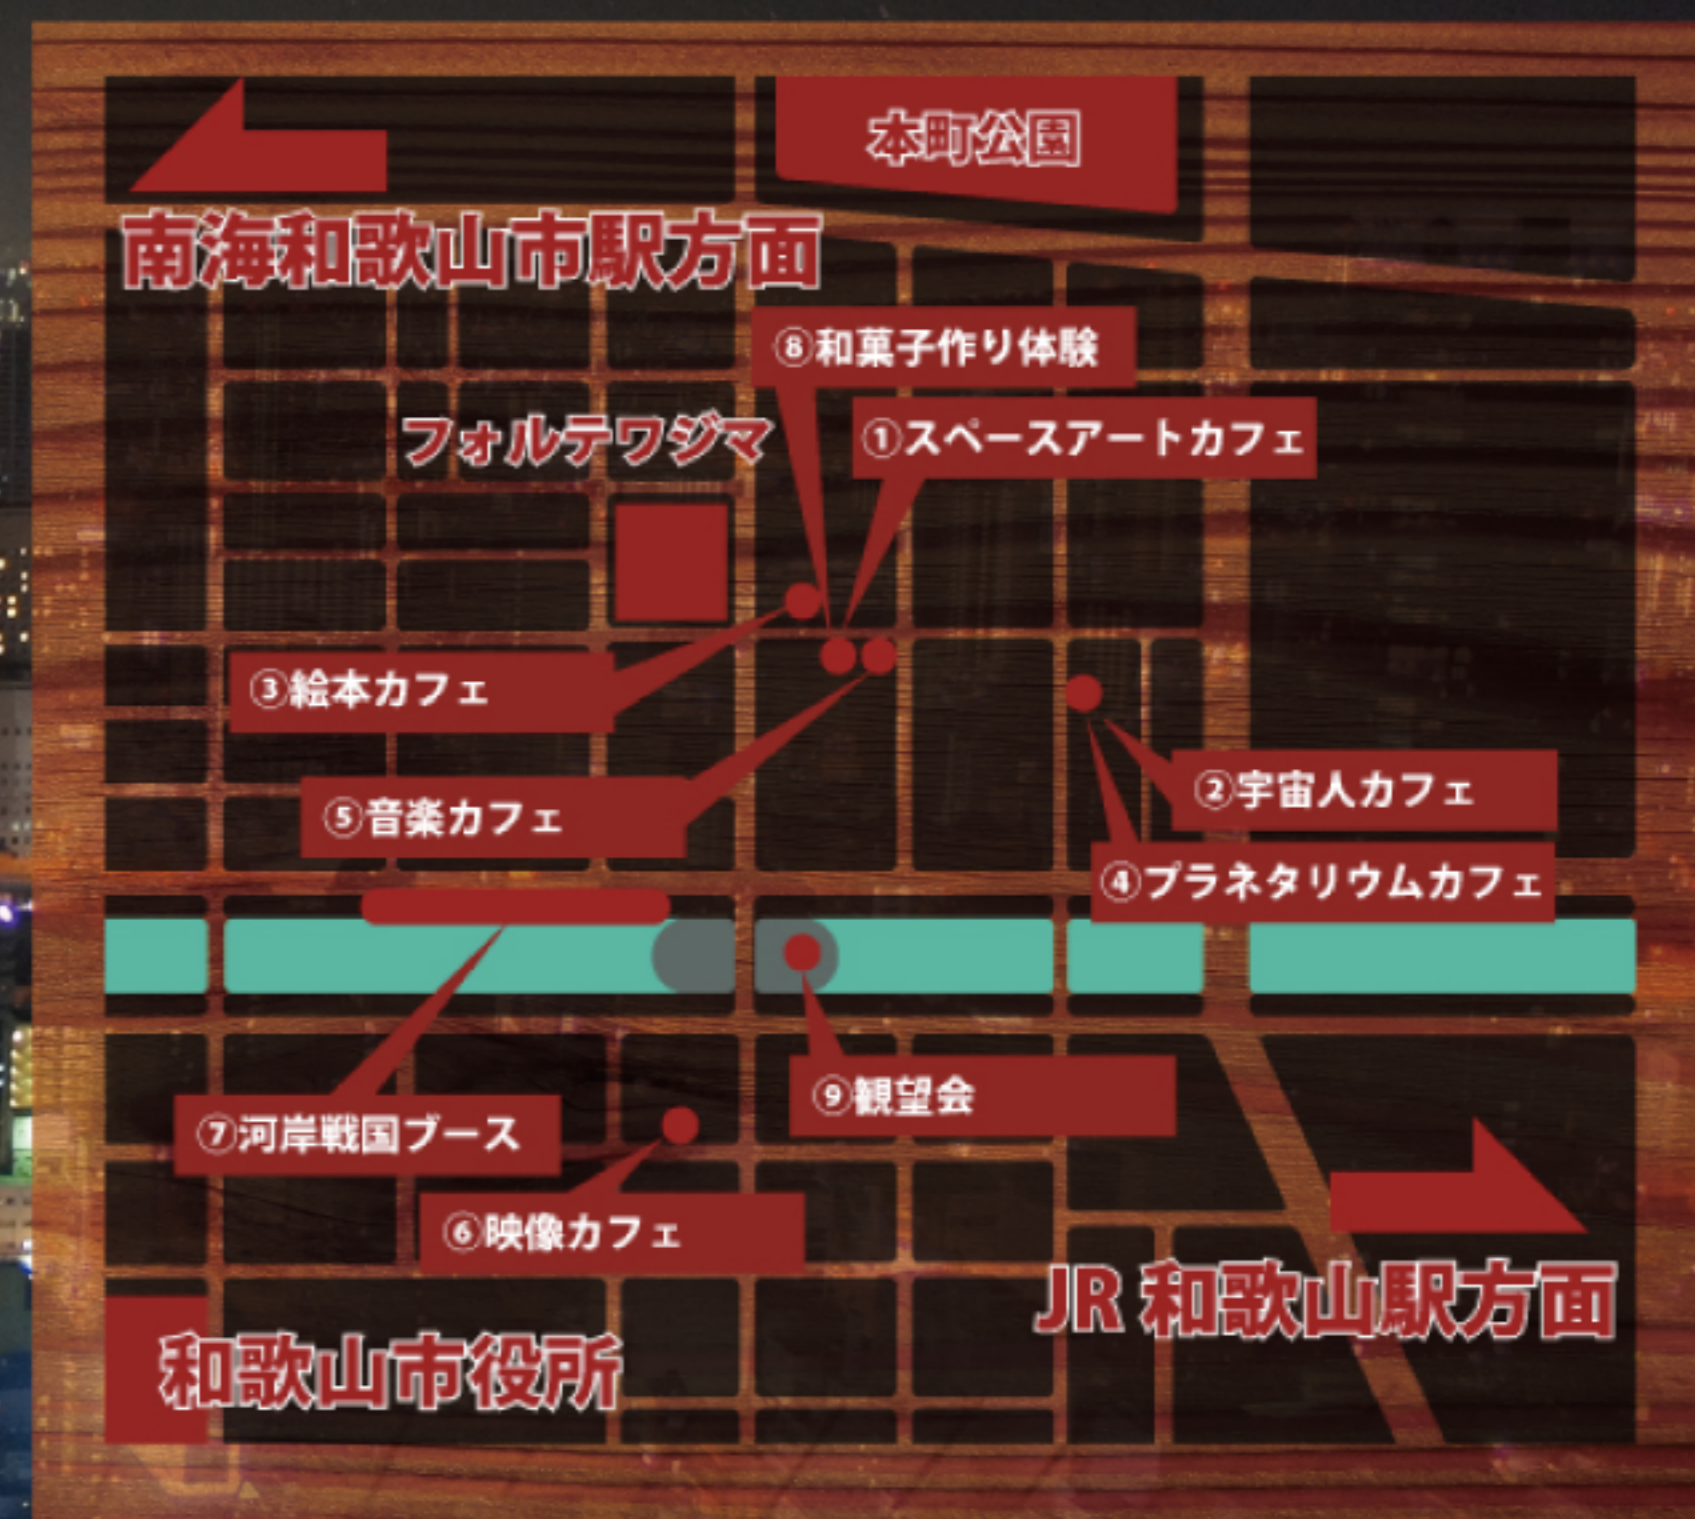 本町公園
南海和歌山市駅方面
⑧和菓子作り体験
フォルテワジマ
①スペースアートカフェ
③絵本カフェ
②宇宙人カフェ
⑤音楽カフェ
④プラネタリウムカフェ
⑨観望会
⑦河岸戦国ブース
⑥映像カフェ
JR 和歌山駅方面
和歌山市役所